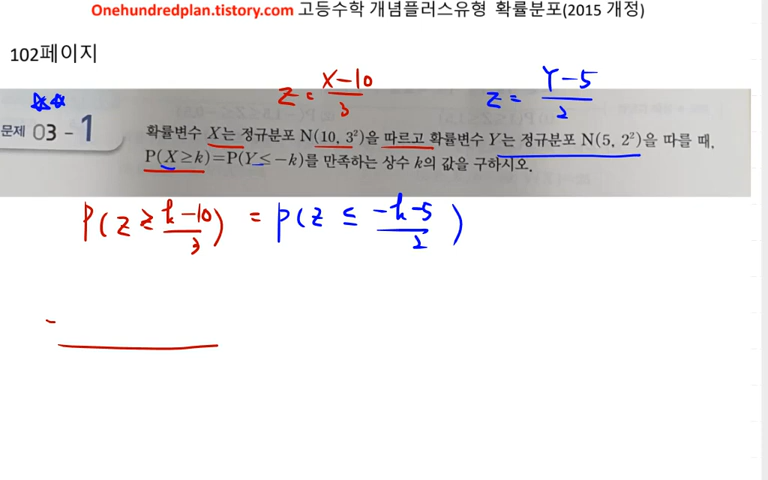 Onehundredplan.tistory.com 고등수학 개념플러스유형 확률분포(2015 개정)
102페이지
z = X-10/3
z = Y-5/2
문제 03-1
확률변수 X는 정규분포 N(10, 3²)을 따르고 확률변수 Y는 정규분포 N(5, 2²)을 따를 때,
P(X≥k)=P(Y≤-k)를 만족하는 상수 k의 값을 구하시오.
P(z ≥ k-10/3) = P(z ≤ -k-5/2)